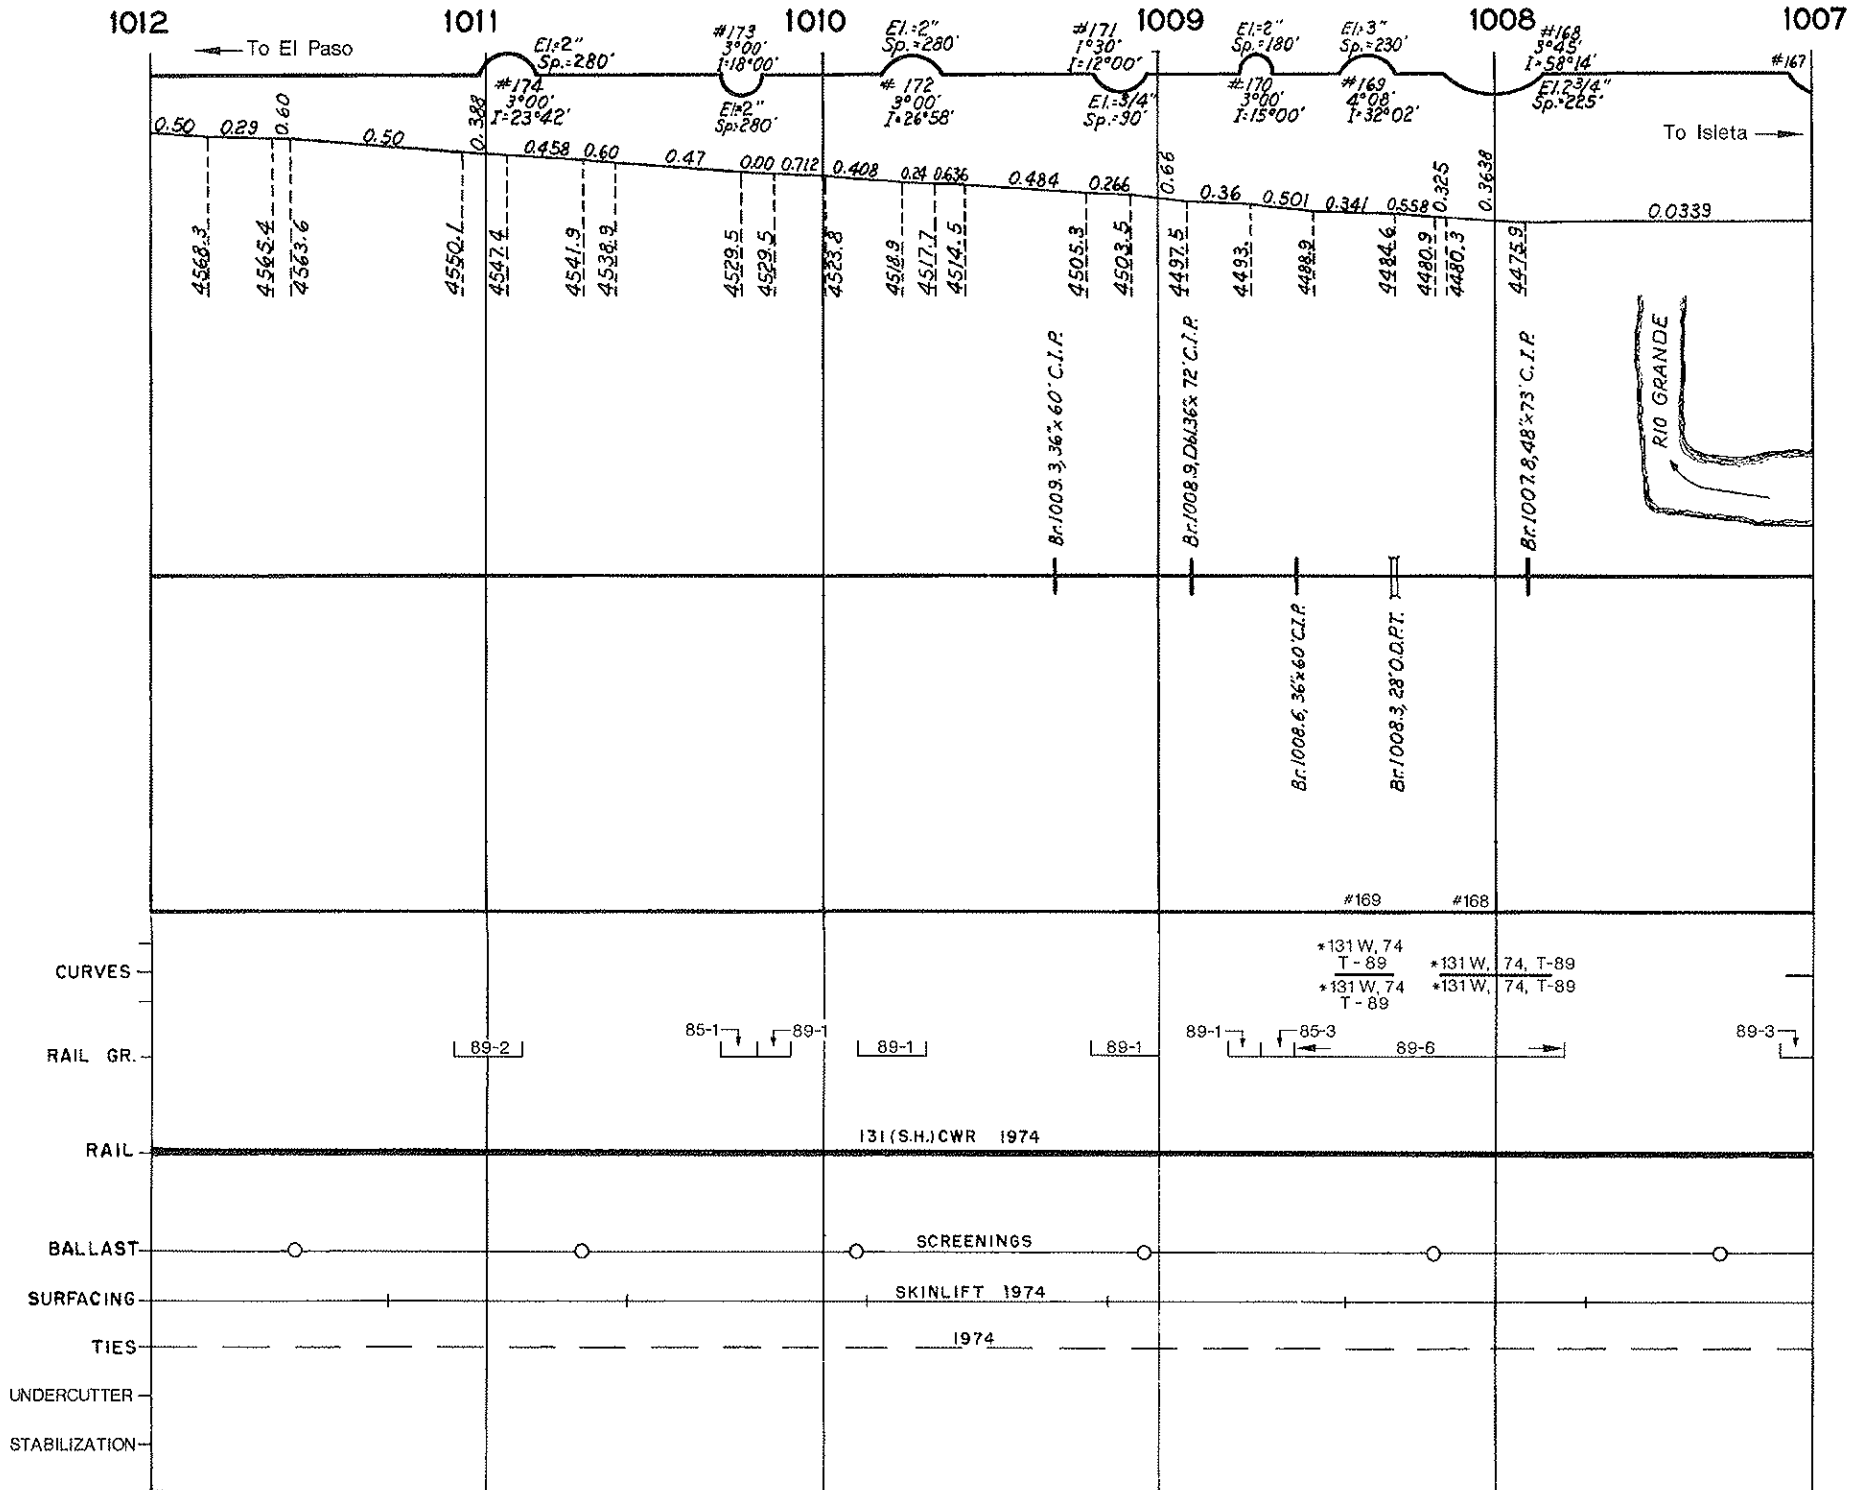 1012 1011 1010 1009 1008 1007
← To El Paso
El.=2"
Sp.=280'
#174
3°00'
I=23°42'
#173
3°00'
I=18°00'
El.=2"
Sp.=280'
El.=2"
Sp.=280'
#172
3°00'
I=26°58'
#171
1°30'
I=12°00'
El.=3/4"
Sp.=90'
El.=2"
Sp.=180'
#170
3°00'
I=15°00'
El.=3"
Sp.=230'
#169
4°08'
I=32°02'
#168
3°45'
I=58°14'
El.2 3/4"
Sp.=225'
#167
To Isleta →
0.50 0.29 0.60 0.50 0.388 0.458 0.60 0.47 0.00 0.712 0.408 0.24 0.636 0.484 0.266 0.66 0.36 0.501 0.341 0.558 0.325 0.3638 0.0339
4568.3 4565.4 4563.6 4550.1 4547.4 4541.9 4538.9 4529.5 4529.5 4523.8 4518.9 4517.7 4514.5 4505.3 4503.5 4497.5 4493. 4488.9 4484.6 4480.9 4480.3 4475.9
Br.1009.3, 36"x 60' C.I.P.
Br.1008.9, Dbl.36"x 72' C.I.P.
Br.1007.8, 48"x73' C.I.P.
RIO GRANDE
Br.1008.6, 36"x60' C.I.P.
Br.1008.3, 28' O.D.P.T.
#169 #168
CURVES
*131 W, 74
T-89
*131 W, 74
T-89
*131 W, 74, T-89
*131 W, 74, T-89
RAIL GR.
89-2 85-1 89-1 89-1 89-1 89-1 85-3 89-6 89-3
RAIL 131 (S.H.) CWR 1974
BALLAST SCREENINGS
SURFACING SKINLIFT 1974
TIES 1974
UNDERCUTTER
STABILIZATION